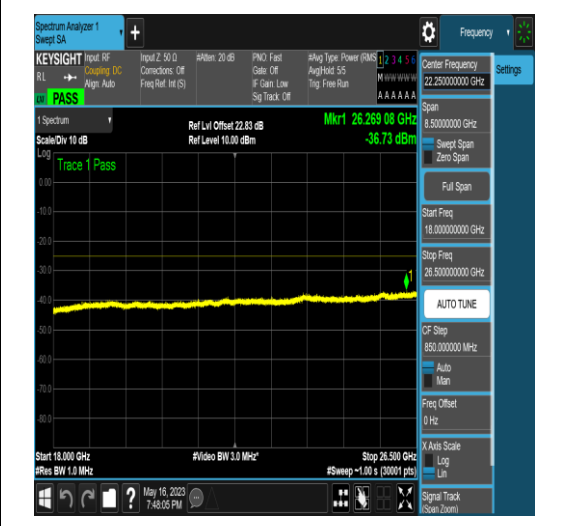 Spectrum Analyzer 1
Swept SA
+
Frequency
KEYSIGHT
Input: RF
Coupling: DC
Align: Auto
Input Z: 50 Ω
Corrections: Off
Freq Ref: Int (S)
#Atten: 20 dB
PNO: Fast
Gate: Off
IF Gain: Low
Sig Track: Off
#Avg Type: Power (RMS
Avg|Hold: 5/5
Trig: Free Run
1 2 3 4 5 6
M W W W W W
A A A A A A
RL
PASS
Center Frequency
22.250000000 GHz
Settings
Span
8.50000000 GHz
Swept Span
Zero Span
Full Span
Start Freq
18.000000000 GHz
Stop Freq
26.500000000 GHz
AUTO TUNE
CF Step
850.000000 MHz
Auto
Man
Freq Offset
0 Hz
X Axis Scale
Log
Lin
Signal Track
(Span Zoom)
1 Spectrum
Scale/Div 10 dB
Ref Lvl Offset 22.83 dB
Ref Level 10.00 dBm
Mkr1 26.269 08 GHz
-36.73 dBm
Log
Trace 1 Pass
0.00
-10.0
-20.0
-30.0
-40.0
-50.0
-60.0
-70.0
-80.0
1
Start 18.000 GHz
#Res BW 1.0 MHz
#Video BW 3.0 MHz*
Stop 26.500 GHz
#Sweep ~1.00 s (30001 pts)
?
May 16, 2023
7:48:05 PM